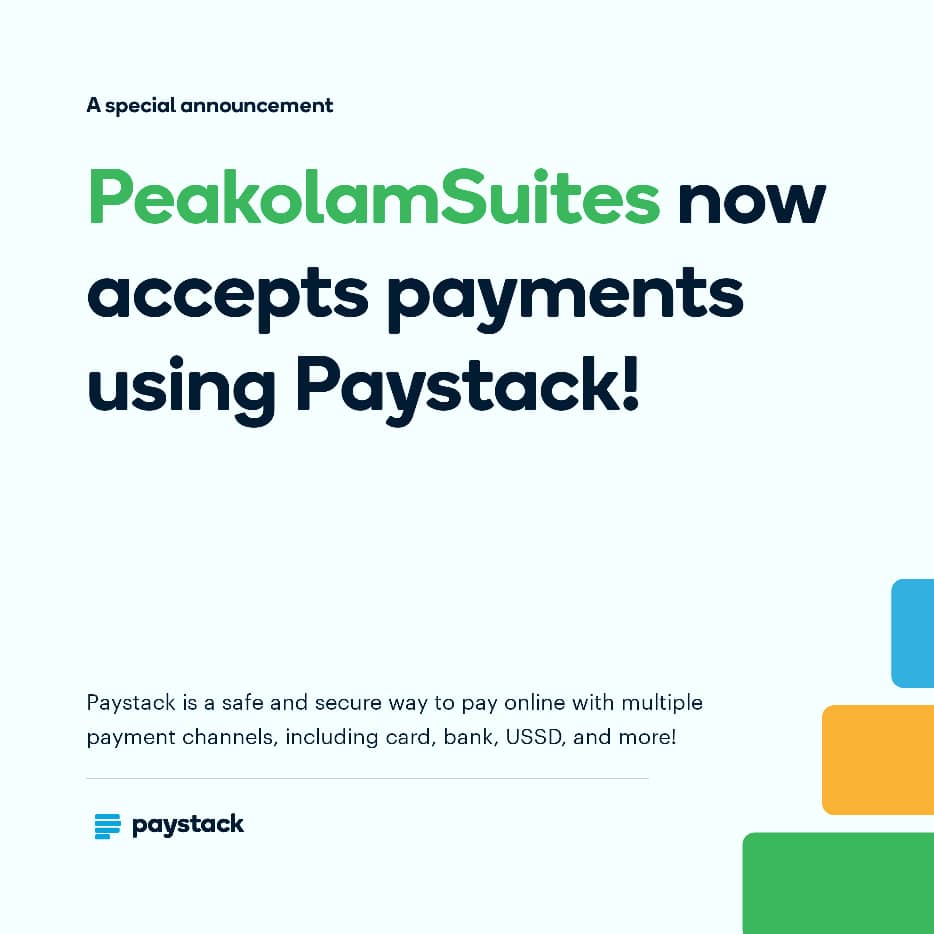 A special announcement
PeakolamSuites now
accepts payments
using Paystack!
Paystack is a safe and secure way to pay online with multiple
payment channels, including card, bank, USSD, and more!
paystack